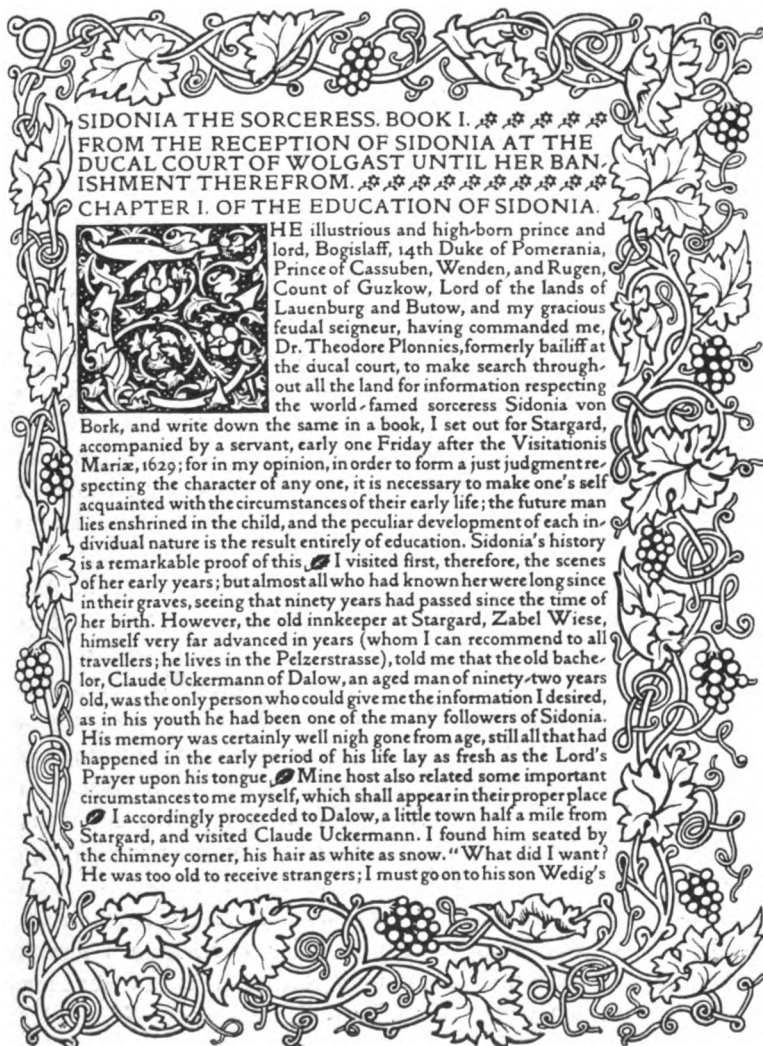 SIDONIA THE SORCERESS. BOOK I.
FROM THE RECEPTION OF SIDONIA AT THE
DUCAL COURT OF WOLGAST UNTIL HER BAN-
ISHMENT THEREFROM.
CHAPTER I. OF THE EDUCATION OF SIDONIA.
THE illustrious and high-born prince and
lord, Bogislaff, 14th Duke of Pomerania,
Prince of Cassuben, Wenden, and Rugen,
Count of Guzkow, Lord of the lands of
Lauenburg and Butow, and my gracious
feudal seigneur, having commanded me,
Dr. Theodore Plonnies, formerly bailiff at
the ducal court, to make search through-
out all the land for information respecting
the world-famed sorceress Sidonia von
Bork, and write down the same in a book, I set out for Stargard,
accompanied by a servant, early one Friday after the Visitationis
Mariæ, 1629; for in my opinion, in order to form a just judgment re-
specting the character of any one, it is necessary to make one's self
acquainted with the circumstances of their early life; the future man
lies enshrined in the child, and the peculiar development of each in-
dividual nature is the result entirely of education. Sidonia's history
is a remarkable proof of this I visited first, therefore, the scenes
of her early years; but almost all who had known her were long since
in their graves, seeing that ninety years had passed since the time of
her birth. However, the old innkeeper at Stargard, Zabel Wiese,
himself very far advanced in years (whom I can recommend to all
travellers; he lives in the Pelzerstrasse), told me that the old bache-
lor, Claude Uckermann of Dalow, an aged man of ninety-two years
old, was the only person who could give me the information I desired,
as in his youth he had been one of the many followers of Sidonia.
His memory was certainly well nigh gone from age, still all that had
happened in the early period of his life lay as fresh as the Lord's
Prayer upon his tongue. Mine host also related some important
circumstances to me myself, which shall appear in their proper place
I accordingly proceeded to Dalow, a little town half a mile from
Stargard, and visited Claude Uckermann. I found him seated by
the chimney corner, his hair as white as snow. "What did I want?
He was too old to receive strangers; I must go on to his son Wedig's